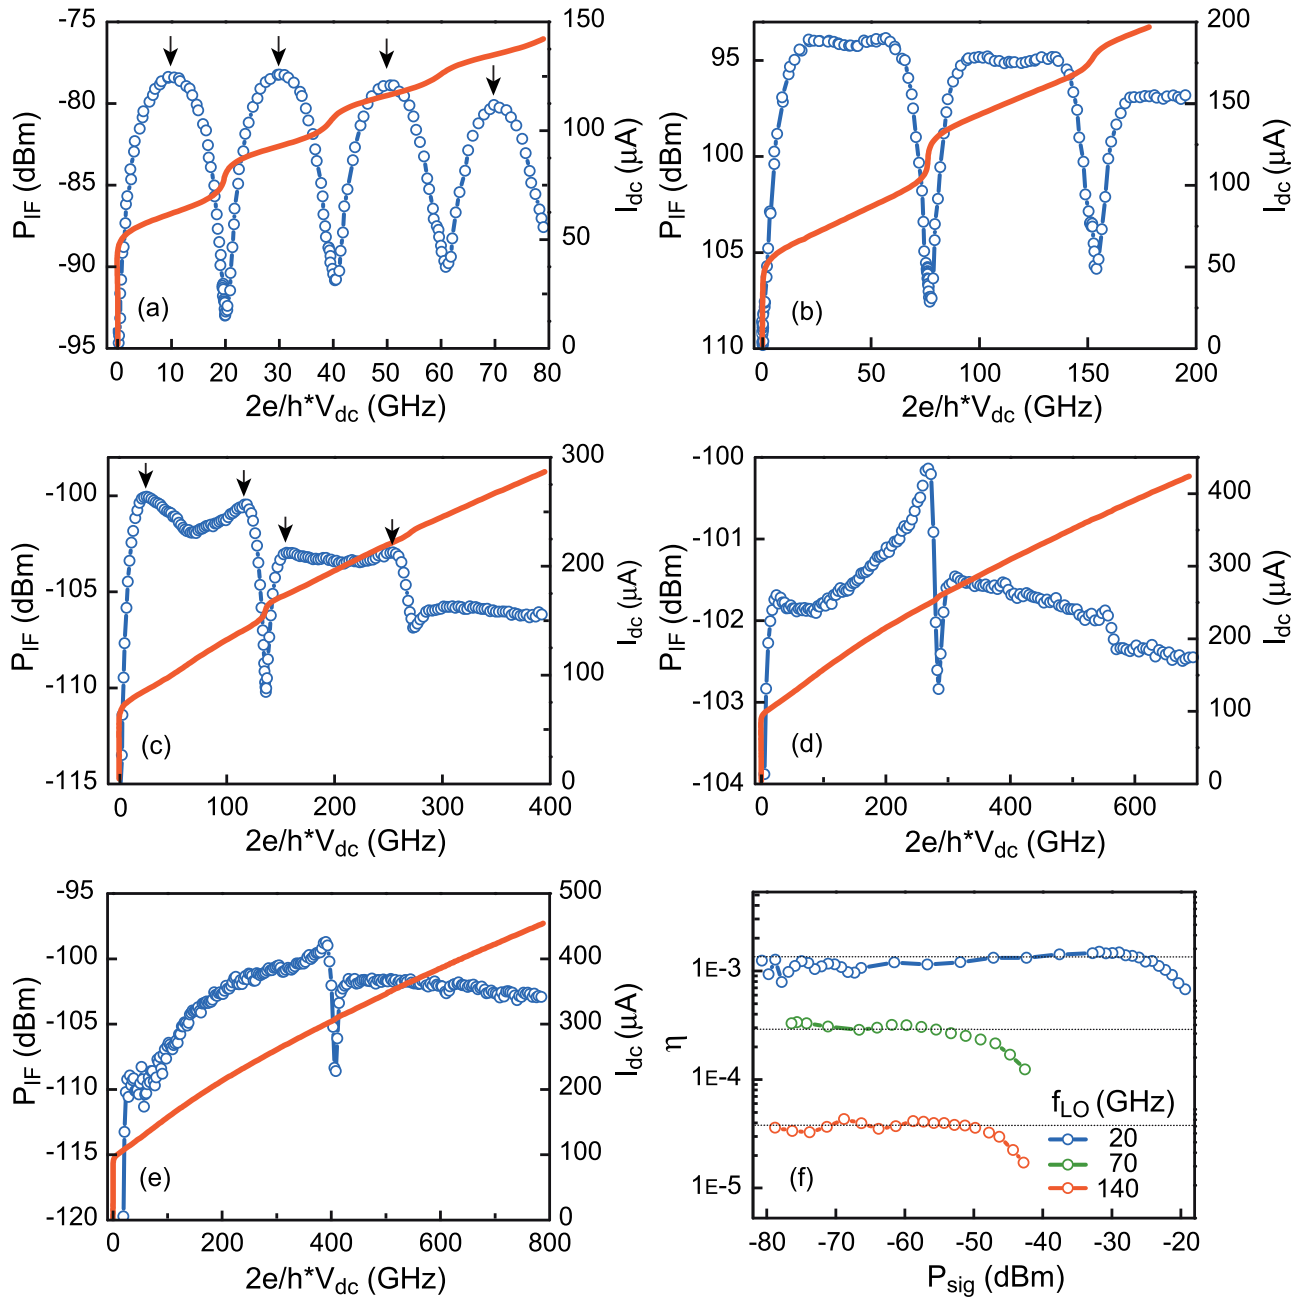 -75
-80
-85
-90
-95
P_IF (dBm)
150
100
50
0
I_dc (µA)
(a)
0 10 20 30 40 50 60 70 80
2e/h*V_dc (GHz)
95
100
105
110
P_IF (dBm)
200
150
100
50
0
I_dc (µA)
(b)
0 50 100 150 200
2e/h*V_dc (GHz)
-100
-105
-110
-115
P_IF (dBm)
300
200
100
0
I_dc (µA)
(c)
0 100 200 300 400
2e/h*V_dc (GHz)
-100
-101
-102
-103
-104
P_IF (dBm)
400
300
200
100
0
I_dc (µA)
(d)
0 200 400 600
2e/h*V_dc (GHz)
-95
-100
-105
-110
-115
-120
P_IF (dBm)
500
400
300
200
100
0
I_dc (µA)
(e)
0 200 400 600 800
2e/h*V_dc (GHz)
1E-3
1E-4
1E-5
η
f_LO (GHz)
20
70
140
(f)
-80 -70 -60 -50 -40 -30 -20
P_sig (dBm)